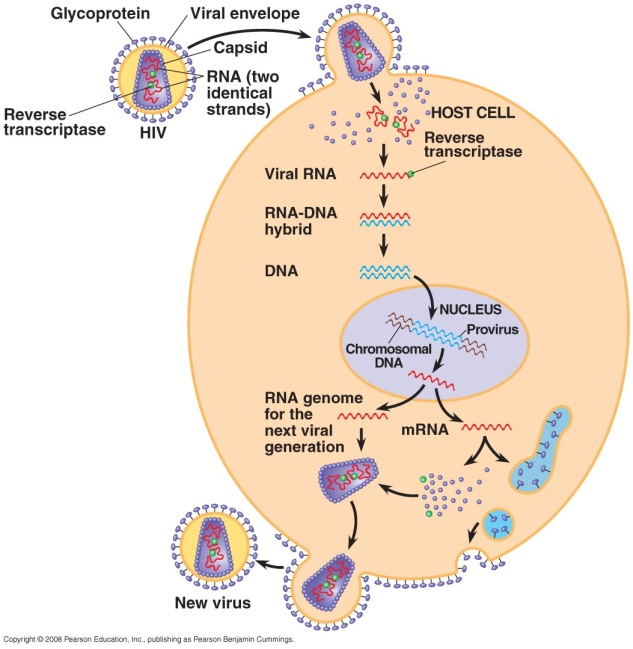 Glycoprotein
Viral envelope
Capsid
RNA (two
identical
strands)
Reverse
transcriptase
HIV
HOST CELL
Reverse
transcriptase
Viral RNA
RNA-DNA
hybrid
DNA
NUCLEUS
Provirus
Chromosomal
DNA
RNA genome
for the
next viral
generation
mRNA
New virus
Copyright © 2008 Pearson Education, Inc., publishing as Pearson Benjamin Cummings.